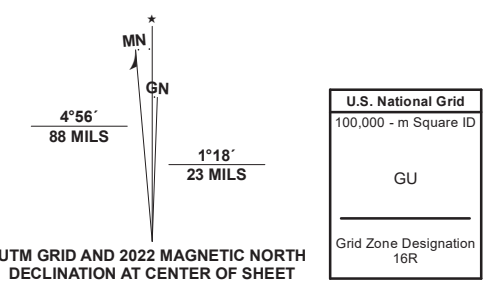 ★
MN
GN
4°56´
88 MILS
1°18´
23 MILS
UTM GRID AND 2022 MAGNETIC NORTH
DECLINATION AT CENTER OF SHEET
U.S. National Grid
100,000 - m Square ID
GU
Grid Zone Designation
16R